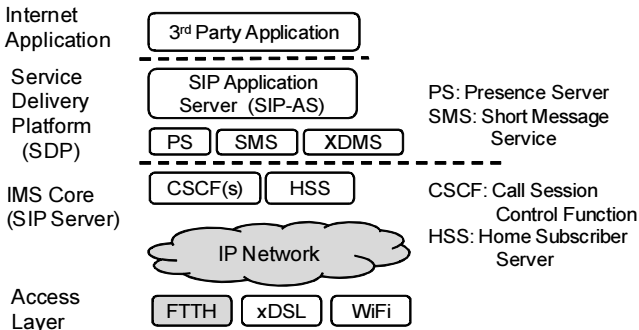 Internet
Application
3rd Party Application
Service
Delivery
Platform
(SDP)
SIP Application
Server (SIP-AS)
PS SMS XDMS
PS: Presence Server
SMS: Short Message
Service
IMS Core
(SIP Server)
CSCF(s) HSS
CSCF: Call Session
Control Function
HSS: Home Subscriber
Server
IP Network
Access
Layer
FTTH xDSL WiFi